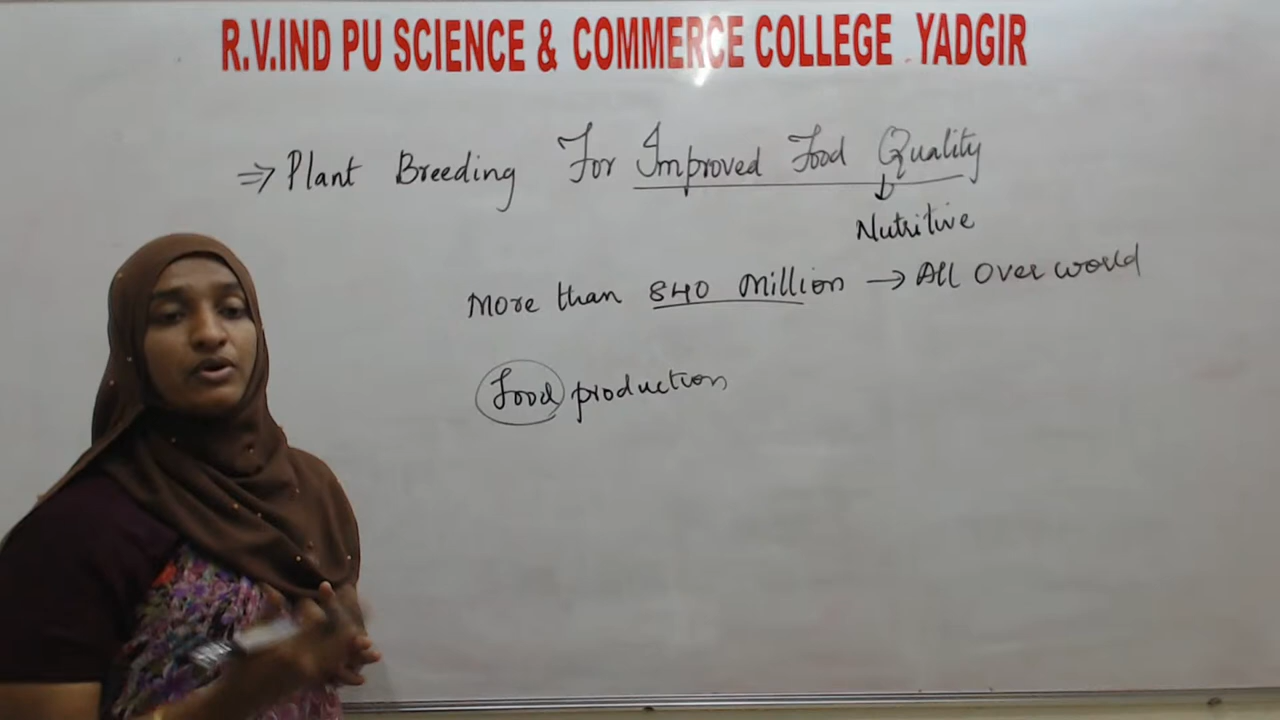 R.V.IND PU SCIENCE & COMMERCE COLLEGE YADGIR
⇒ Plant Breeding For Improved Food Quality
↓
Nutritive
More than 840 Million → All Over world
Food production